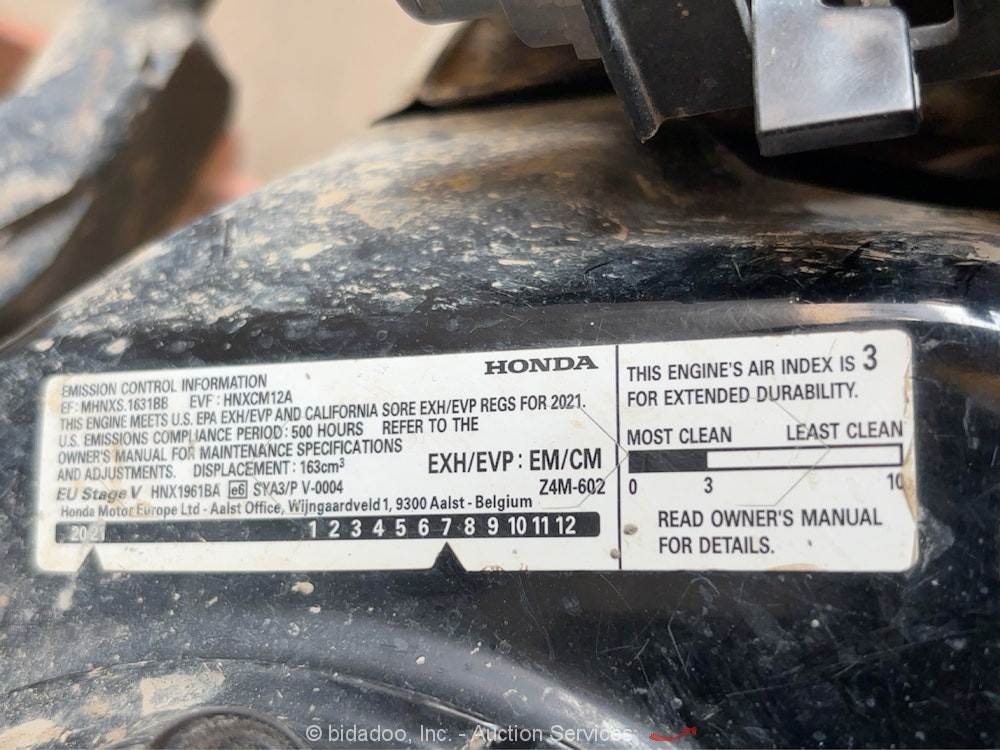 HONDA
EMISSION CONTROL INFORMATION
EF: MHNXS.1631BB EVF: HNXCM12A
THIS ENGINE MEETS U.S. EPA EXH/EVP AND CALIFORNIA SORE EXH/EVP REGS FOR 2021.
U.S. EMISSIONS COMPLIANCE PERIOD: 500 HOURS REFER TO THE
OWNER'S MANUAL FOR MAINTENANCE SPECIFICATIONS
AND ADJUSTMENTS. DISPLACEMENT: 163cm³
EXH/EVP: EM/CM
EU Stage V HNX1961BA e6 SYA3/P V-0004
Z4M-602
Honda Motor Europe Ltd - Aalst Office, Wijngaardveld 1, 9300 Aalst - Belgium
2021 1 2 3 4 5 6 7 8 9 10 11 12
THIS ENGINE'S AIR INDEX IS 3
FOR EXTENDED DURABILITY.
MOST CLEAN LEAST CLEAN
0 3 10
READ OWNER'S MANUAL
FOR DETAILS.
© bidadoo, Inc. - Auction Services